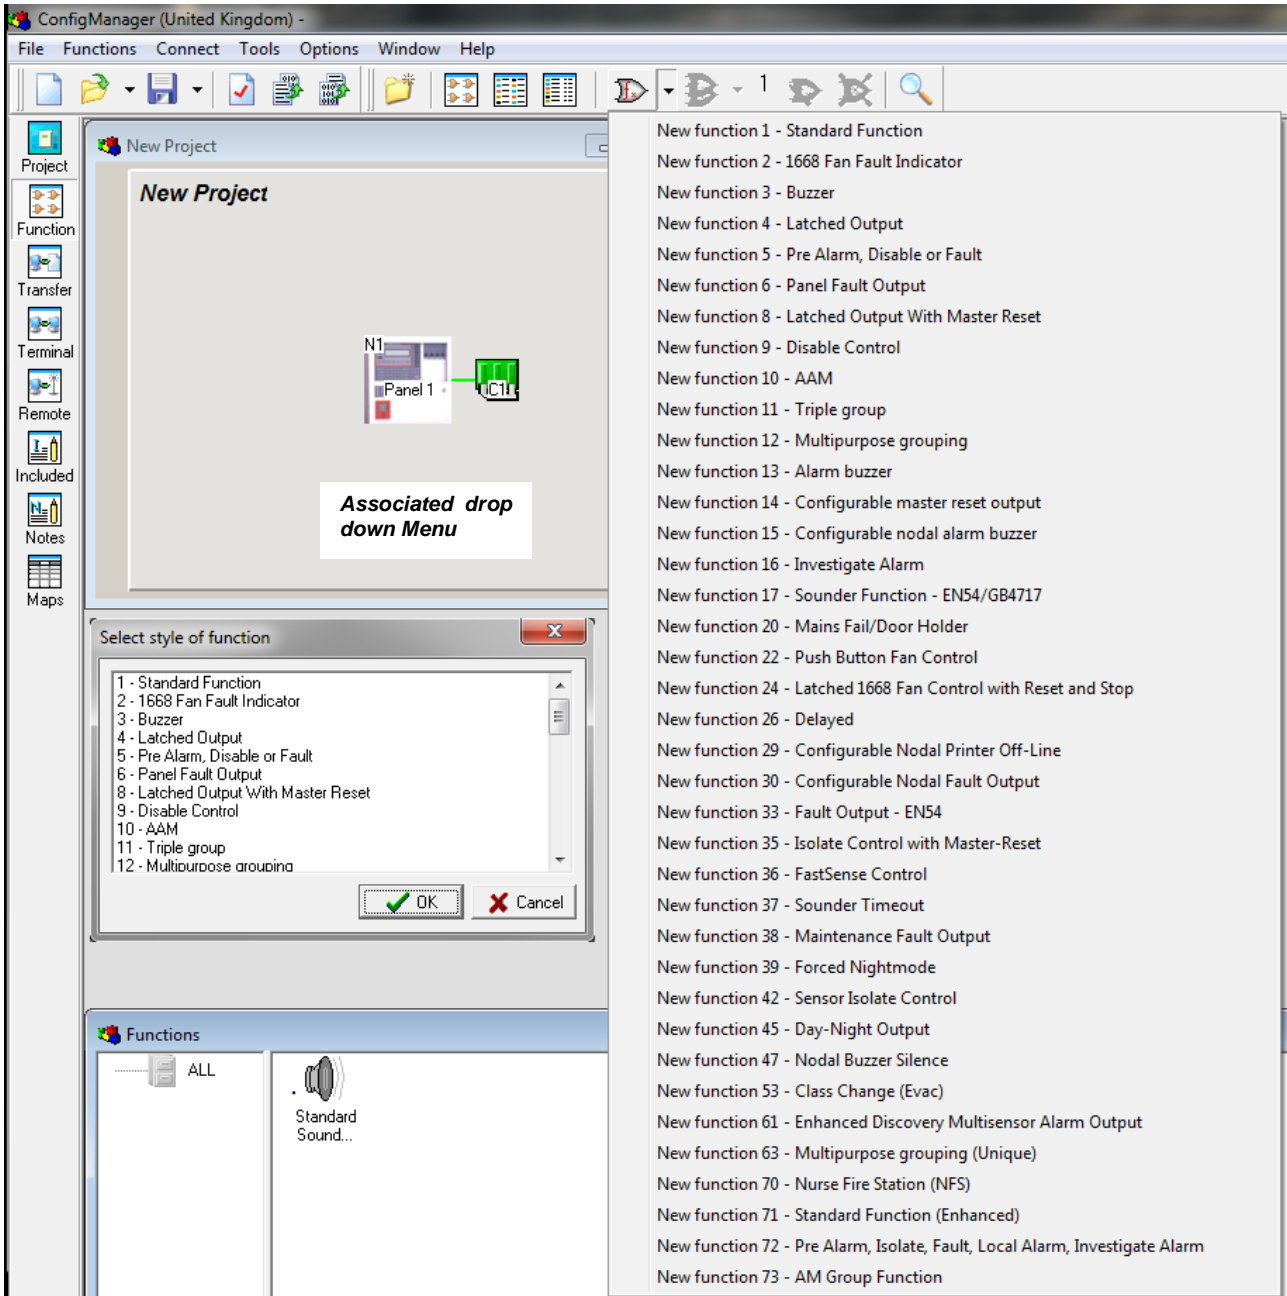 ConfigManager (United Kingdom) -
File Functions Connect Tools Options Window Help
1
Project
Function
Transfer
Terminal
Remote
Included
Notes
Maps
New Project
New Project
N1
Panel 1
C1
Associated drop
down Menu
Select style of function
1 - Standard Function
2 - 1668 Fan Fault Indicator
3 - Buzzer
4 - Latched Output
5 - Pre Alarm, Disable or Fault
6 - Panel Fault Output
8 - Latched Output With Master Reset
9 - Disable Control
10 - AAM
11 - Triple group
12 - Multipurpose grouping
OK Cancel
Functions
ALL
Standard
Sound...
New function 1 - Standard Function
New function 2 - 1668 Fan Fault Indicator
New function 3 - Buzzer
New function 4 - Latched Output
New function 5 - Pre Alarm, Disable or Fault
New function 6 - Panel Fault Output
New function 8 - Latched Output With Master Reset
New function 9 - Disable Control
New function 10 - AAM
New function 11 - Triple group
New function 12 - Multipurpose grouping
New function 13 - Alarm buzzer
New function 14 - Configurable master reset output
New function 15 - Configurable nodal alarm buzzer
New function 16 - Investigate Alarm
New function 17 - Sounder Function - EN54/GB4717
New function 20 - Mains Fail/Door Holder
New function 22 - Push Button Fan Control
New function 24 - Latched 1668 Fan Control with Reset and Stop
New function 26 - Delayed
New function 29 - Configurable Nodal Printer Off-Line
New function 30 - Configurable Nodal Fault Output
New function 33 - Fault Output - EN54
New function 35 - Isolate Control with Master-Reset
New function 36 - FastSense Control
New function 37 - Sounder Timeout
New function 38 - Maintenance Fault Output
New function 39 - Forced Nightmode
New function 42 - Sensor Isolate Control
New function 45 - Day-Night Output
New function 47 - Nodal Buzzer Silence
New function 53 - Class Change (Evac)
New function 61 - Enhanced Discovery Multisensor Alarm Output
New function 63 - Multipurpose grouping (Unique)
New function 70 - Nurse Fire Station (NFS)
New function 71 - Standard Function (Enhanced)
New function 72 - Pre Alarm, Isolate, Fault, Local Alarm, Investigate Alarm
New function 73 - AM Group Function